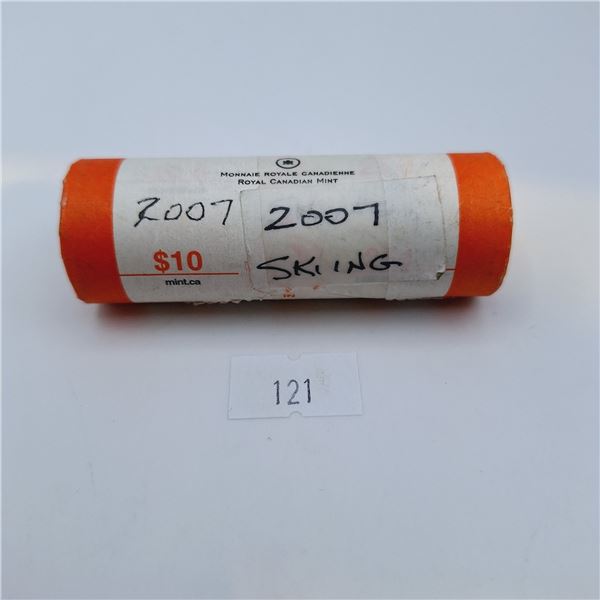 MONNAIE ROYALE CANADIENNE
ROYAL CANADIAN MINT
2007
2007
SKIING
$10
mint.ca
121